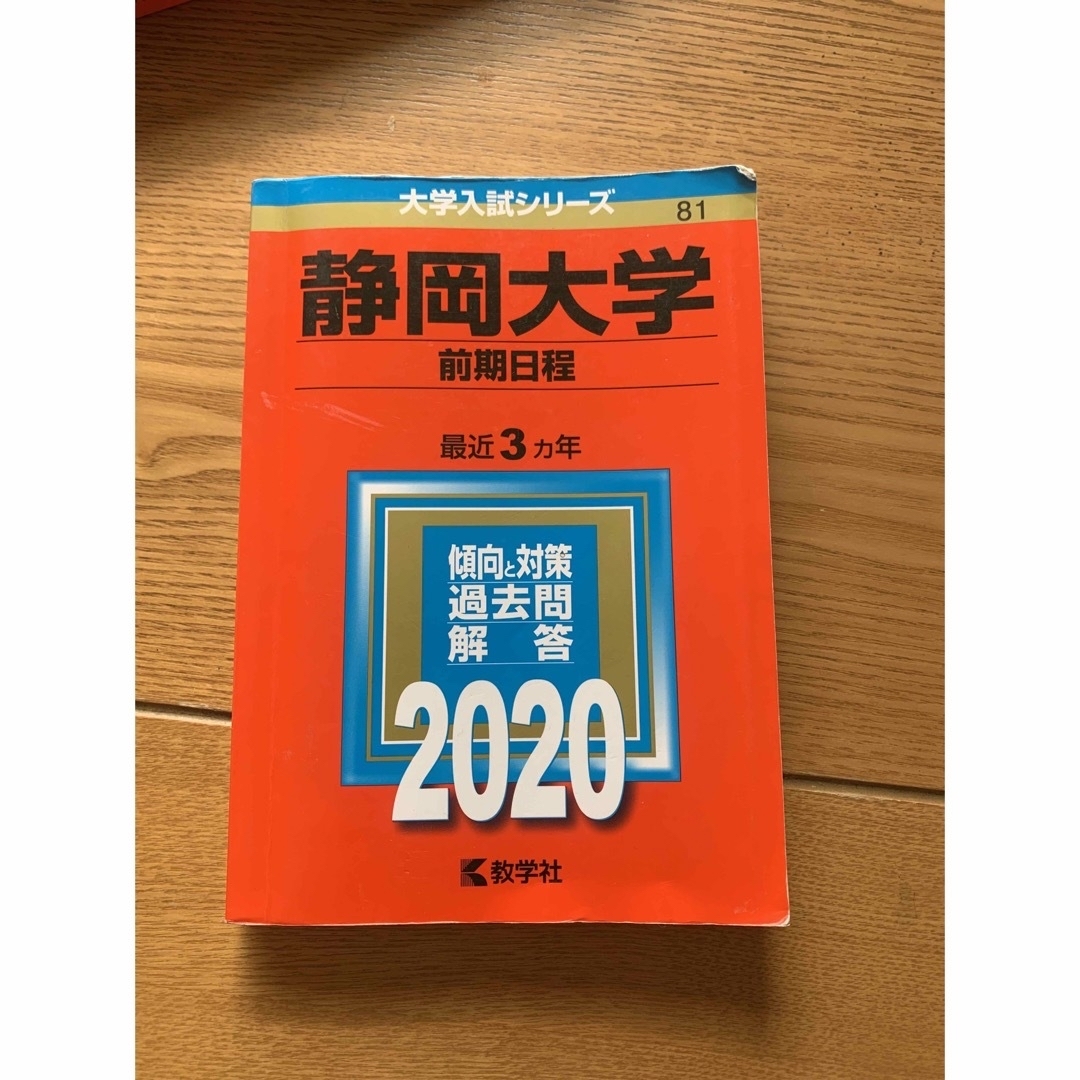 大学入試シリーズ
81
静岡大学
前期日程
最近3カ年
傾向と対策
過去問
解答
2020
教学社